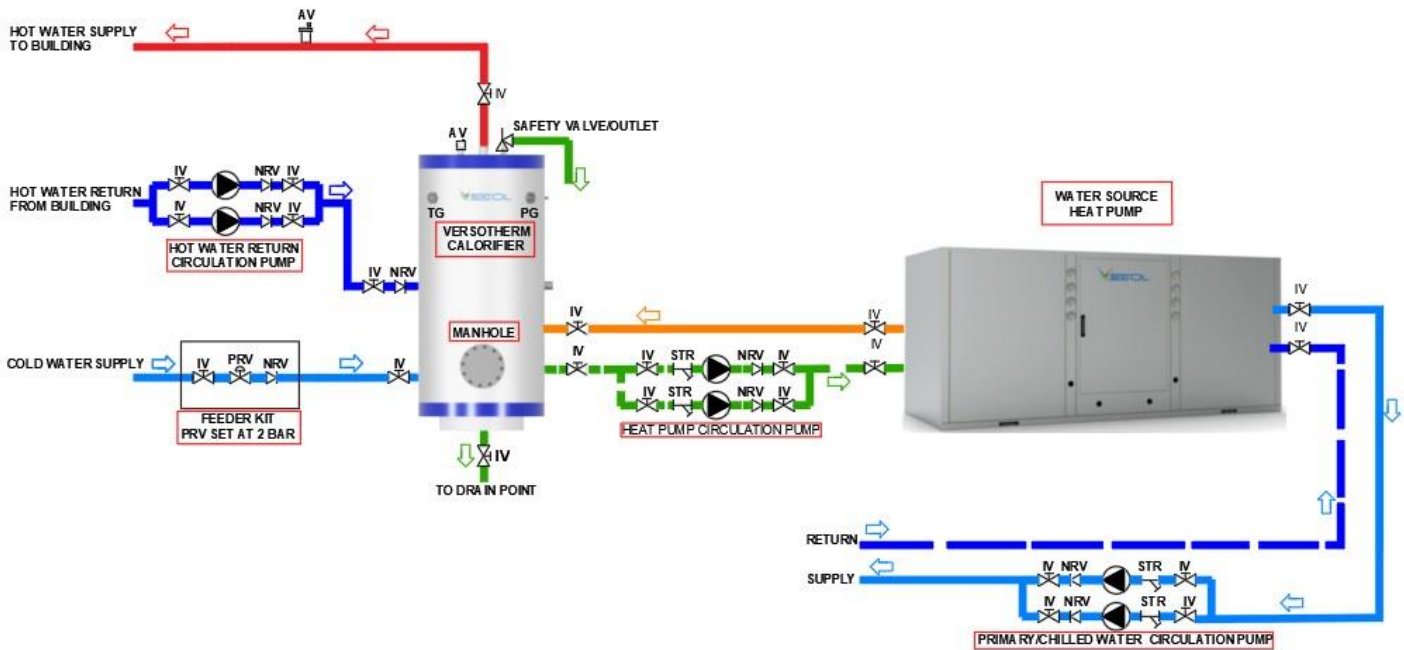 AV
HOT WATER SUPPLY
TO BUILDING
IV
SAFETY VALVE/OUTLET
AV
IV
NRV
IV
HOT WATER RETURN
FROM BUILDING
IV
NRV
IV
HOT WATER RETURN
CIRCULATION PUMP
TG
PG
VERSOTHERM
CALORIFIER
WATER SOURCE
HEAT PUMP
IV
NRV
MANHOLE
IV
IV
IV
IV
COLD WATER SUPPLY
IV
PRV
NRV
IV
FEEDER KIT
PRV SET AT 2 BAR
IV
IV
STR
NRV
IV
IV
IV
STR
NRV
IV
HEAT PUMP CIRCULATION PUMP
IV
TO DRAIN POINT
RETURN
SUPPLY
IV
NRV
STR
IV
IV
NRV
STR
IV
PRIMARY/CHILLED WATER CIRCULATION PUMP